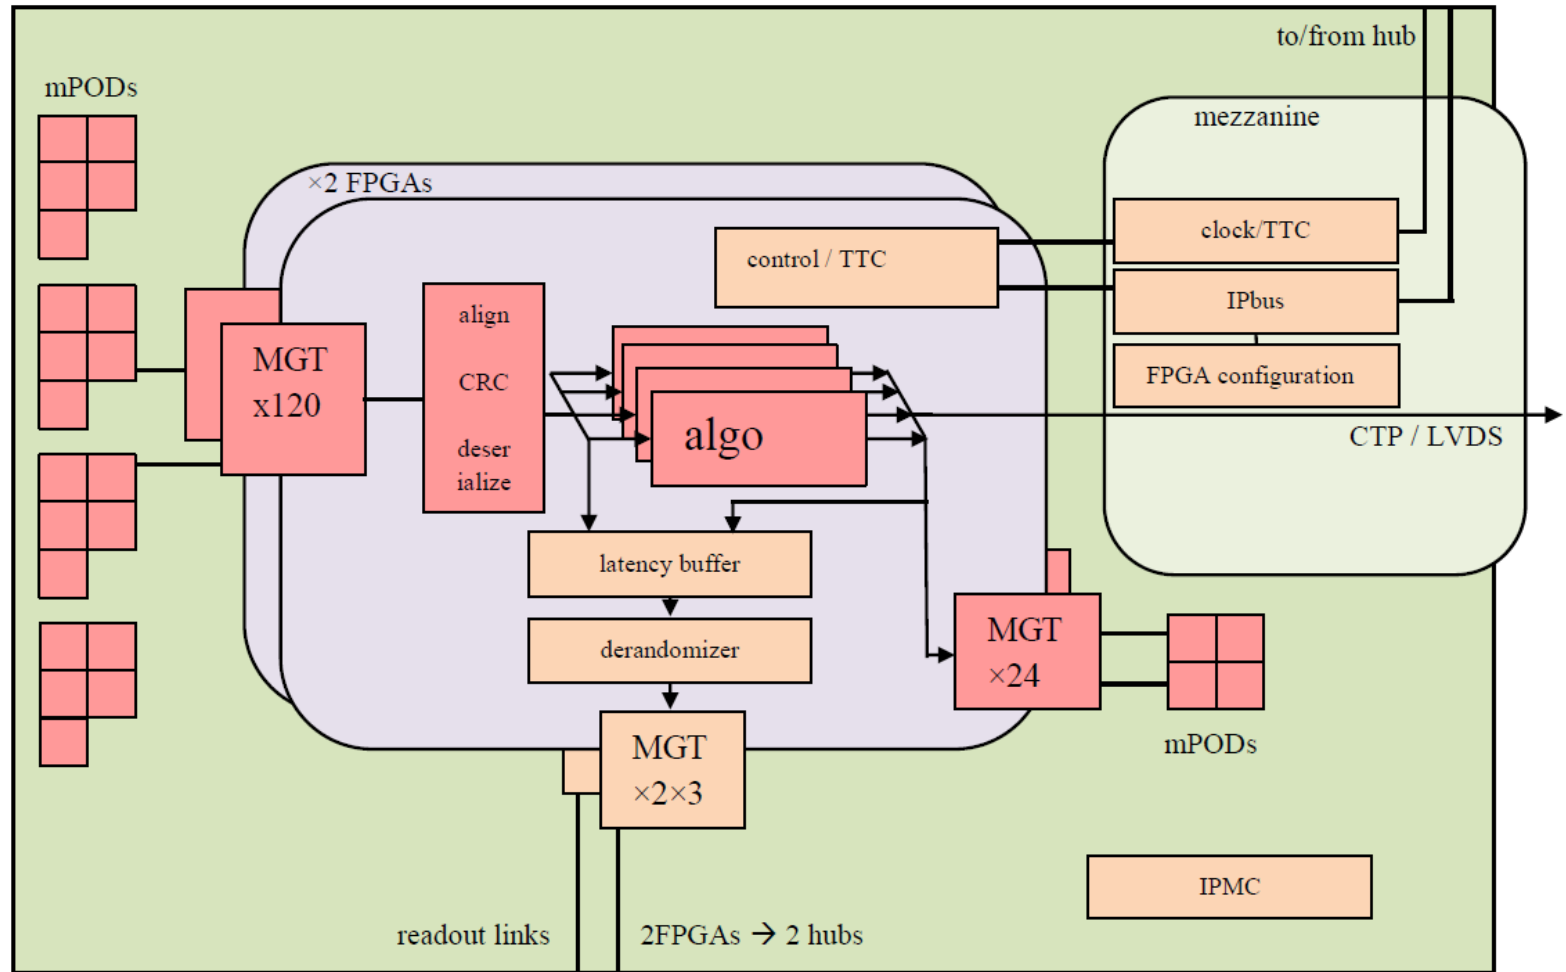 to/from hub
mPODs
mezzanine
×2 FPGAs
clock/TTC
control / TTC
IPbus
FPGA configuration
align
CRC
deser
ialize
MGT
x120
algo
CTP / LVDS
latency buffer
derandomizer
MGT
×24
mPODs
MGT
×2×3
IPMC
readout links
2FPGAs → 2 hubs